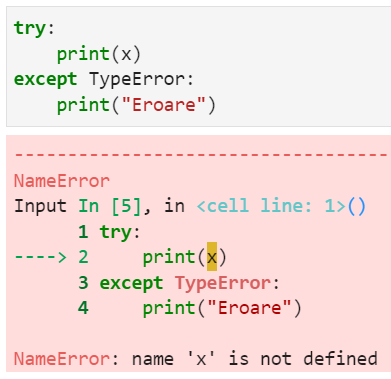 try:
    print(x)
except TypeError:
    print("Eroare")
---------------------------------
NameError
Input In [5], in <cell line: 1>()
      1 try:
----> 2     print(x)
      3 except TypeError:
      4     print("Eroare")
NameError: name 'x' is not defined